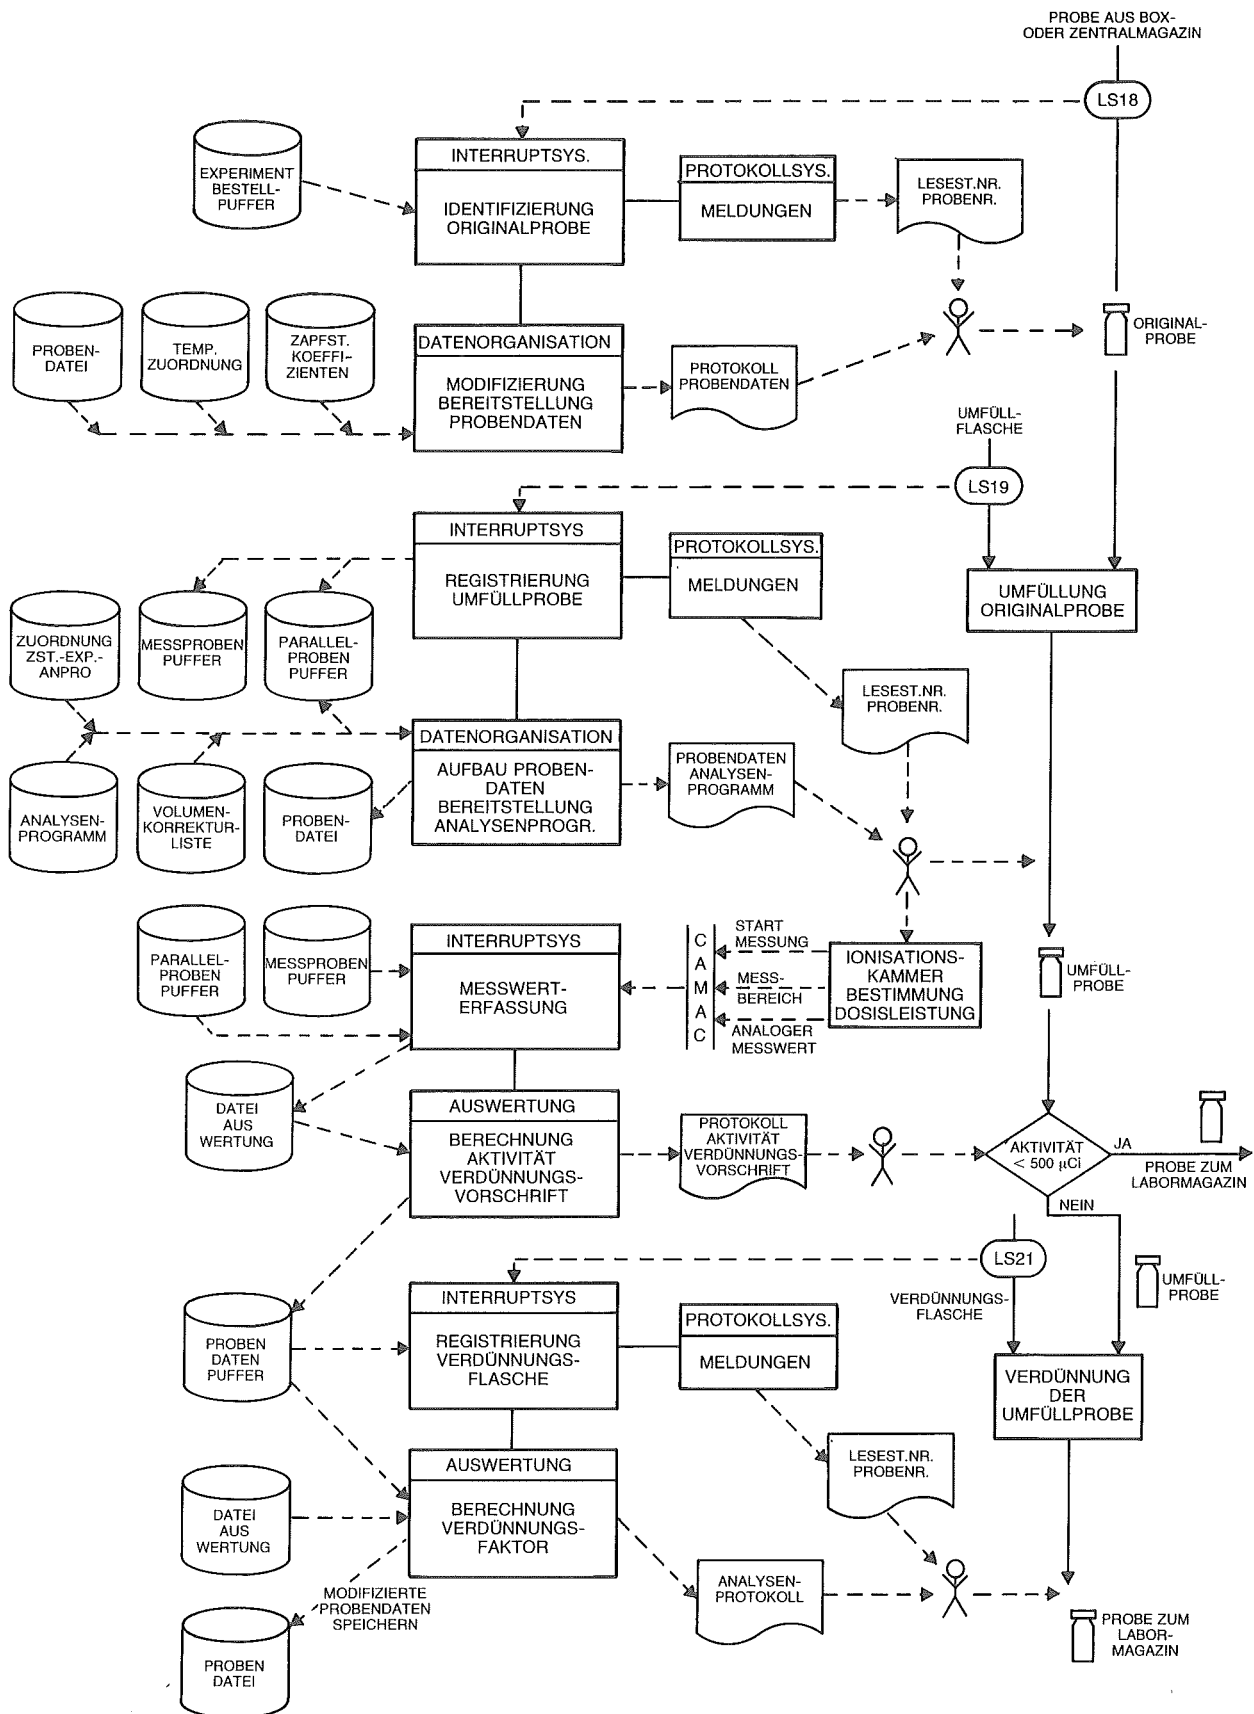 PROBE AUS BOX-
ODER ZENTRALMAGAZIN
LS18
EXPERIMENT
BESTELL-
PUFFER
INTERRUPTSYS.
IDENTIFIZIERUNG
ORIGINALPROBE
PROTOKOLLSYS.
MELDUNGEN
LESEST.NR.
PROBENR.
PROBEN-
DATEI
TEMP.
ZUORDNUNG
ZAPFST.
KOEFFI-
ZIENTEN
DATENORGANISATION
MODIFIZIERUNG
BEREITSTELLUNG
PROBENDATEN
PROTOKOLL
PROBENDATEN
ORIGINAL-
PROBE
UMFÜLL-
FLASCHE
LS19
INTERRUPTSYS
REGISTRIERUNG
UMFÜLLPROBE
PROTOKOLLSYS.
MELDUNGEN
UMFÜLLUNG
ORIGINALPROBE
ZUORDNUNG
ZST.-EXP.-
ANPRO
MESSPROBEN
PUFFER
PARALLEL-
PROBEN
PUFFER
LESEST.NR.
PROBENR.
DATENORGANISATION
AUFBAU PROBEN-
DATEN
BEREITSTELLUNG
ANALYSENPROGR.
PROBENDATEN
ANALYSEN-
PROGRAMM
ANALYSEN-
PROGRAMM
VOLUMEN-
KORREKTUR-
LISTE
PROBEN-
DATEI
PARALLEL-
PROBEN
PUFFER
MESSPROBEN
PUFFER
INTERRUPTSYS
MESSWERT-
ERFASSUNG
C
A
M
A
C
START
MESSUNG
MESS-
BEREICH
ANALOGER
MESSWERT
IONISATIONS-
KAMMER
BESTIMMUNG
DOSISLEISTUNG
UMFÜLL-
PROBE
DATEI
AUS
WERTUNG
AUSWERTUNG
BERECHNUNG
AKTIVITÄT
VERDÜNNUNGS-
VORSCHRIFT
PROTOKOLL
AKTIVITÄT
VERDÜNNUNGS-
VORSCHRIFT
AKTIVITÄT
< 500 µCi
JA
PROBE ZUM
LABORMAGAZIN
NEIN
LS21
VERDÜNNUNGS-
FLASCHE
UMFÜLL-
PROBE
PROBEN
DATEN
PUFFER
INTERRUPTSYS
REGISTRIERUNG
VERDÜNNUNGS-
FLASCHE
PROTOKOLLSYS.
MELDUNGEN
VERDÜNNUNG
DER
UMFÜLLPROBE
LESEST.NR.
PROBENR.
DATEI
AUS
WERTUNG
AUSWERTUNG
BERECHNUNG
VERDÜNNUNGS-
FAKTOR
MODIFIZIERTE
PROBENDATEN
SPEICHERN
ANALYSEN-
PROTOKOLL
PROBE ZUM
LABOR-
MAGAZIN
PROBEN
DATEI